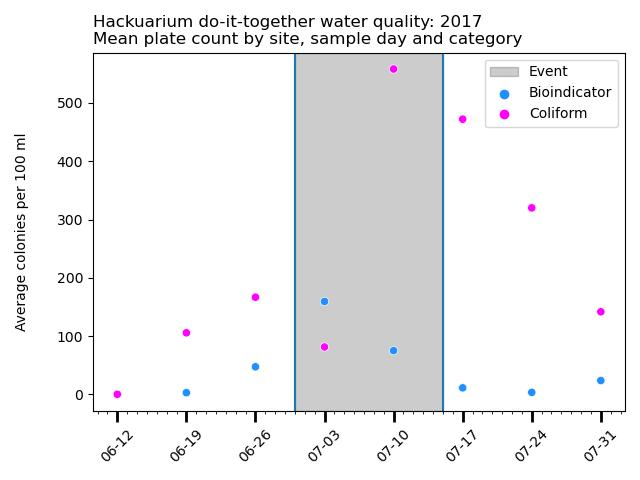 Hackuarium do-it-together water quality: 2017
Mean plate count by site, sample day and category
Event
Bioindicator
Coliform
Average colonies per 100 ml
500
400
300
200
100
0
06-12
06-19
06-26
07-03
07-10
07-17
07-24
07-31